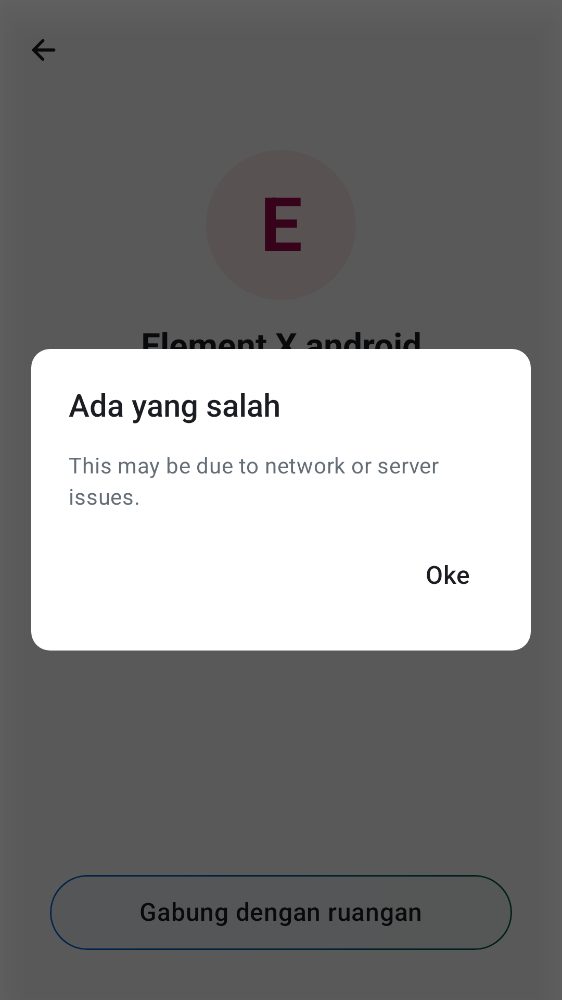 E
Element X android
Ada yang salah
This may be due to network or server
issues.
Oke
Gabung dengan ruangan